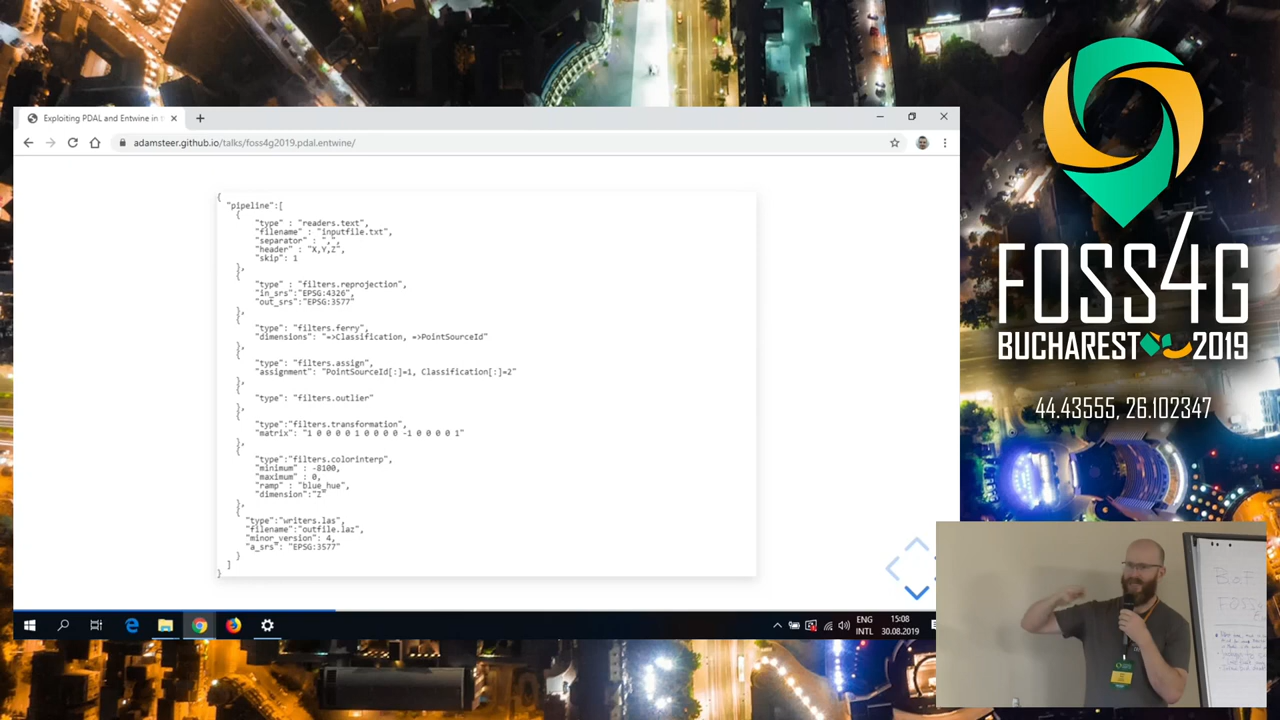 Exploiting PDAL and Entwine in t
adamsteer.github.io/talks/foss4g2019.pdal.entwine/
{
"pipeline":[
{
"type" : "readers.text",
"filename" : "inputfile.txt",
"separator" : ",",
"header" : "X,Y,Z",
"skip": 1
},
{
"type" : "filters.reprojection",
"in_srs":"EPSG:4326",
"out_srs":"EPSG:3577"
},
{
"type": "filters.ferry",
"dimensions": "=>Classification, =>PointSourceId"
},
{
"type": "filters.assign",
"assignment": "PointSourceId[:]=1, Classification[:]=2"
},
{
"type": "filters.outlier"
},
{
"type":"filters.transformation",
"matrix": "1 0 0 0 0 1 0 0 0 0 -1 0 0 0 0 1"
},
{
"type":"filters.colorinterp",
"minimum" : -8100,
"maximum" : 0,
"ramp" : "blue_hue",
"dimension":"Z"
},
{
"type":"writers.las",
"filename":"outfile.laz",
"minor_version": 4,
"a_srs": "EPSG:3577"
}
]
}
ENG
INTL
15:08
30.08.2019
FOSS4G
BUCHAREST 2019
44.43555, 26.102347
BoF